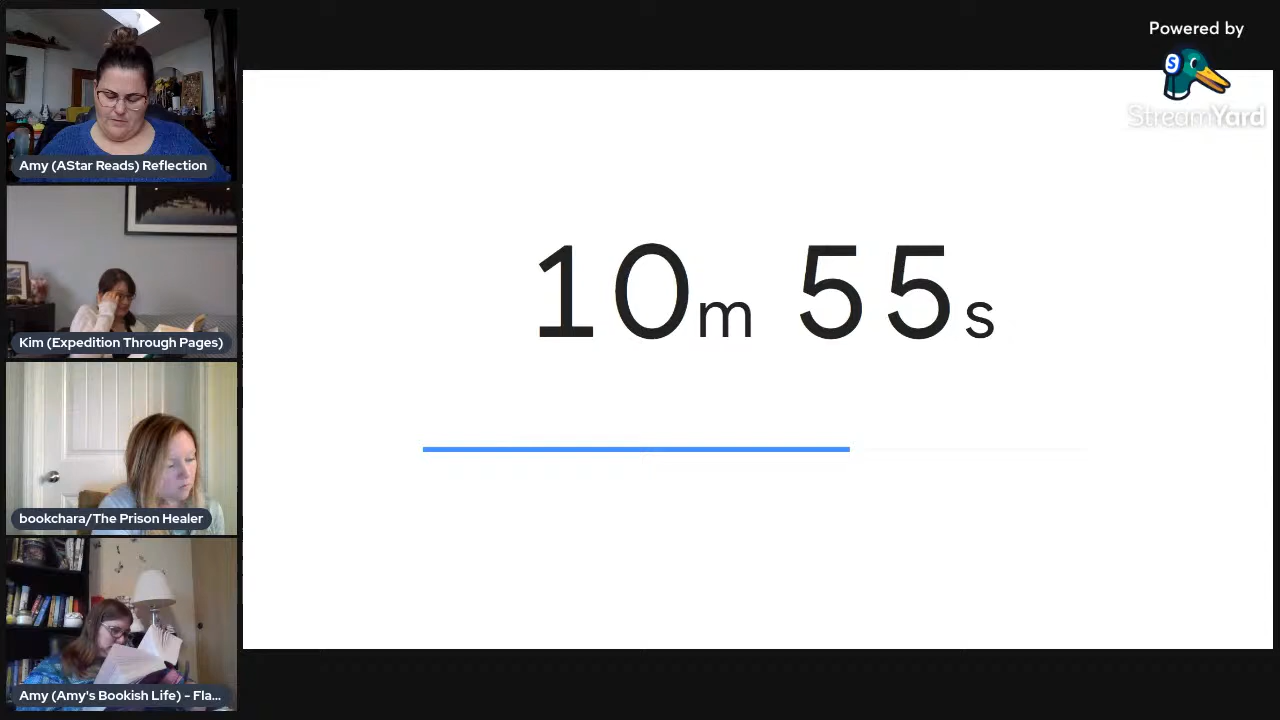 Amy (AStar Reads) Reflection
Kim (Expedition Through Pages)
bookchara/The Prison Healer
Amy (Amy's Bookish Life) - Fla...
10m 55s
Powered by
S
StreamYard